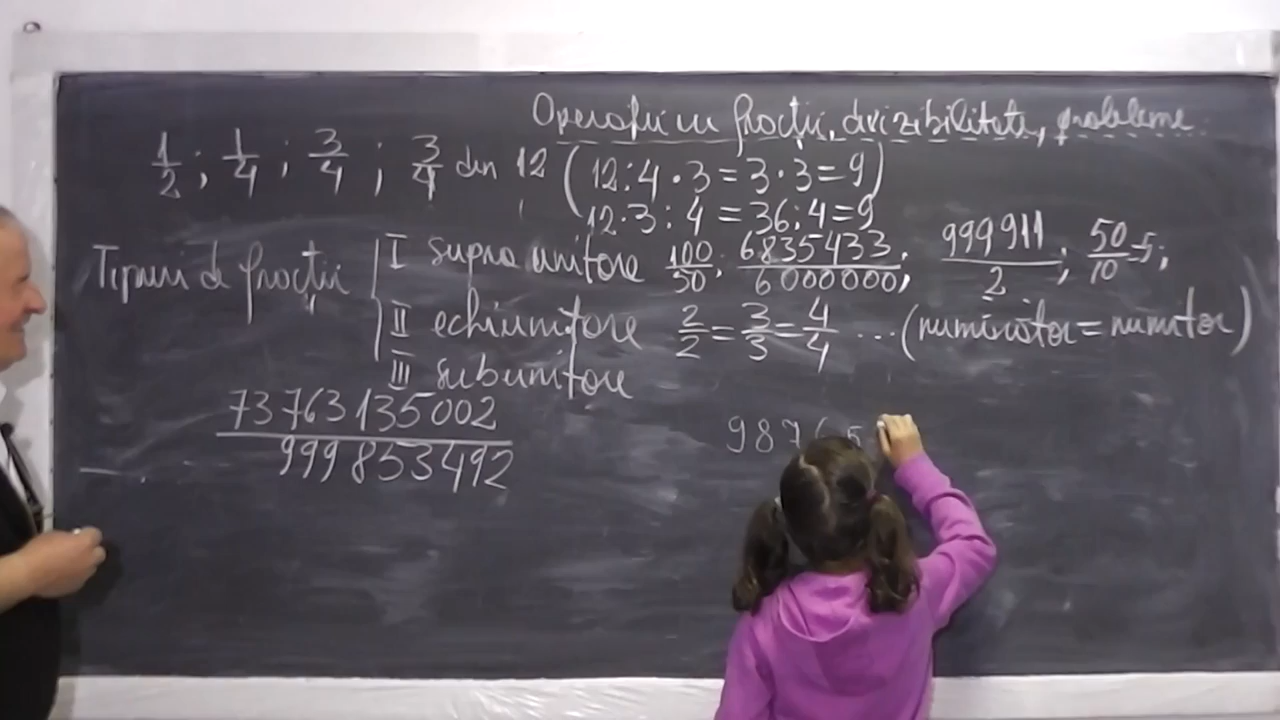 Operații cu fracții, divizibilitate, probleme
1/2 ; 1/4 ; 3/4 ; 3/4 din 12 (12:4·3=3·3=9)
12·3:4=36:4=9
Tipuri de fracții
I supraunitare 100/50; 6835433/6000000; 999911/2; 50/10=5;
II echiunitare 2/2=3/3=4/4 ...(numinător=numitor)
III subunitare
73763135002
999853492
98765